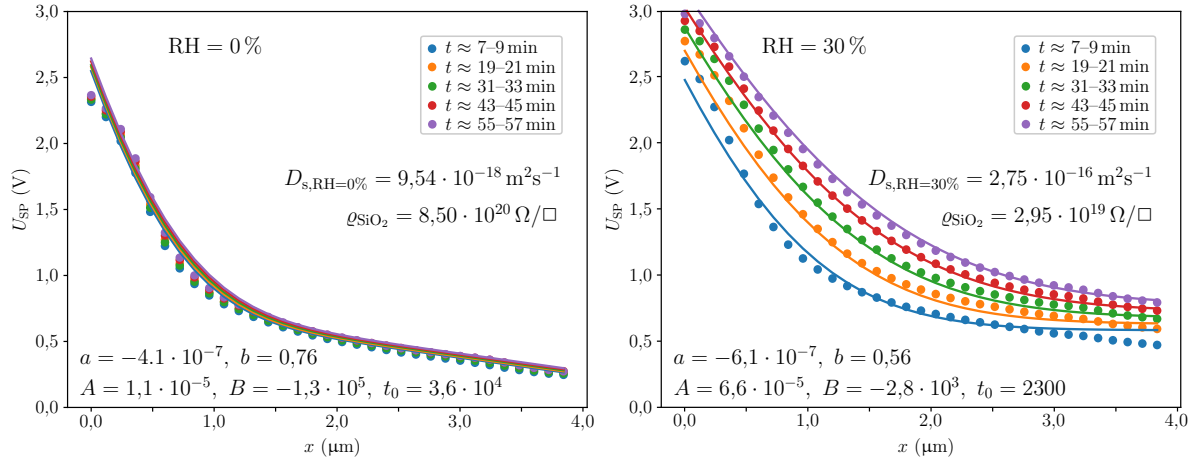 3,0
2,5
2,0
1,5
1,0
0,5
0,0
U_SP (V)
RH = 0 %
t ≈ 7–9 min
t ≈ 19–21 min
t ≈ 31–33 min
t ≈ 43–45 min
t ≈ 55–57 min
D_s,RH=0% = 9,54 · 10^−18 m²s^−1
ϱ_SiO₂ = 8,50 · 10^20 Ω/□
a = −4.1 · 10^−7, b = 0,76
A = 1,1 · 10^−5, B = −1,3 · 10^5, t_0 = 3,6 · 10^4
0,0 1,0 2,0 3,0 4,0
x (μm)
3,0
2,5
2,0
1,5
1,0
0,5
0,0
U_SP (V)
RH = 30 %
t ≈ 7–9 min
t ≈ 19–21 min
t ≈ 31–33 min
t ≈ 43–45 min
t ≈ 55–57 min
D_s,RH=30% = 2,75 · 10^−16 m²s^−1
ϱ_SiO₂ = 2,95 · 10^19 Ω/□
a = −6,1 · 10^−7, b = 0,56
A = 6,6 · 10^−5, B = −2,8 · 10^3, t_0 = 2300
0,0 1,0 2,0 3,0 4,0
x (μm)